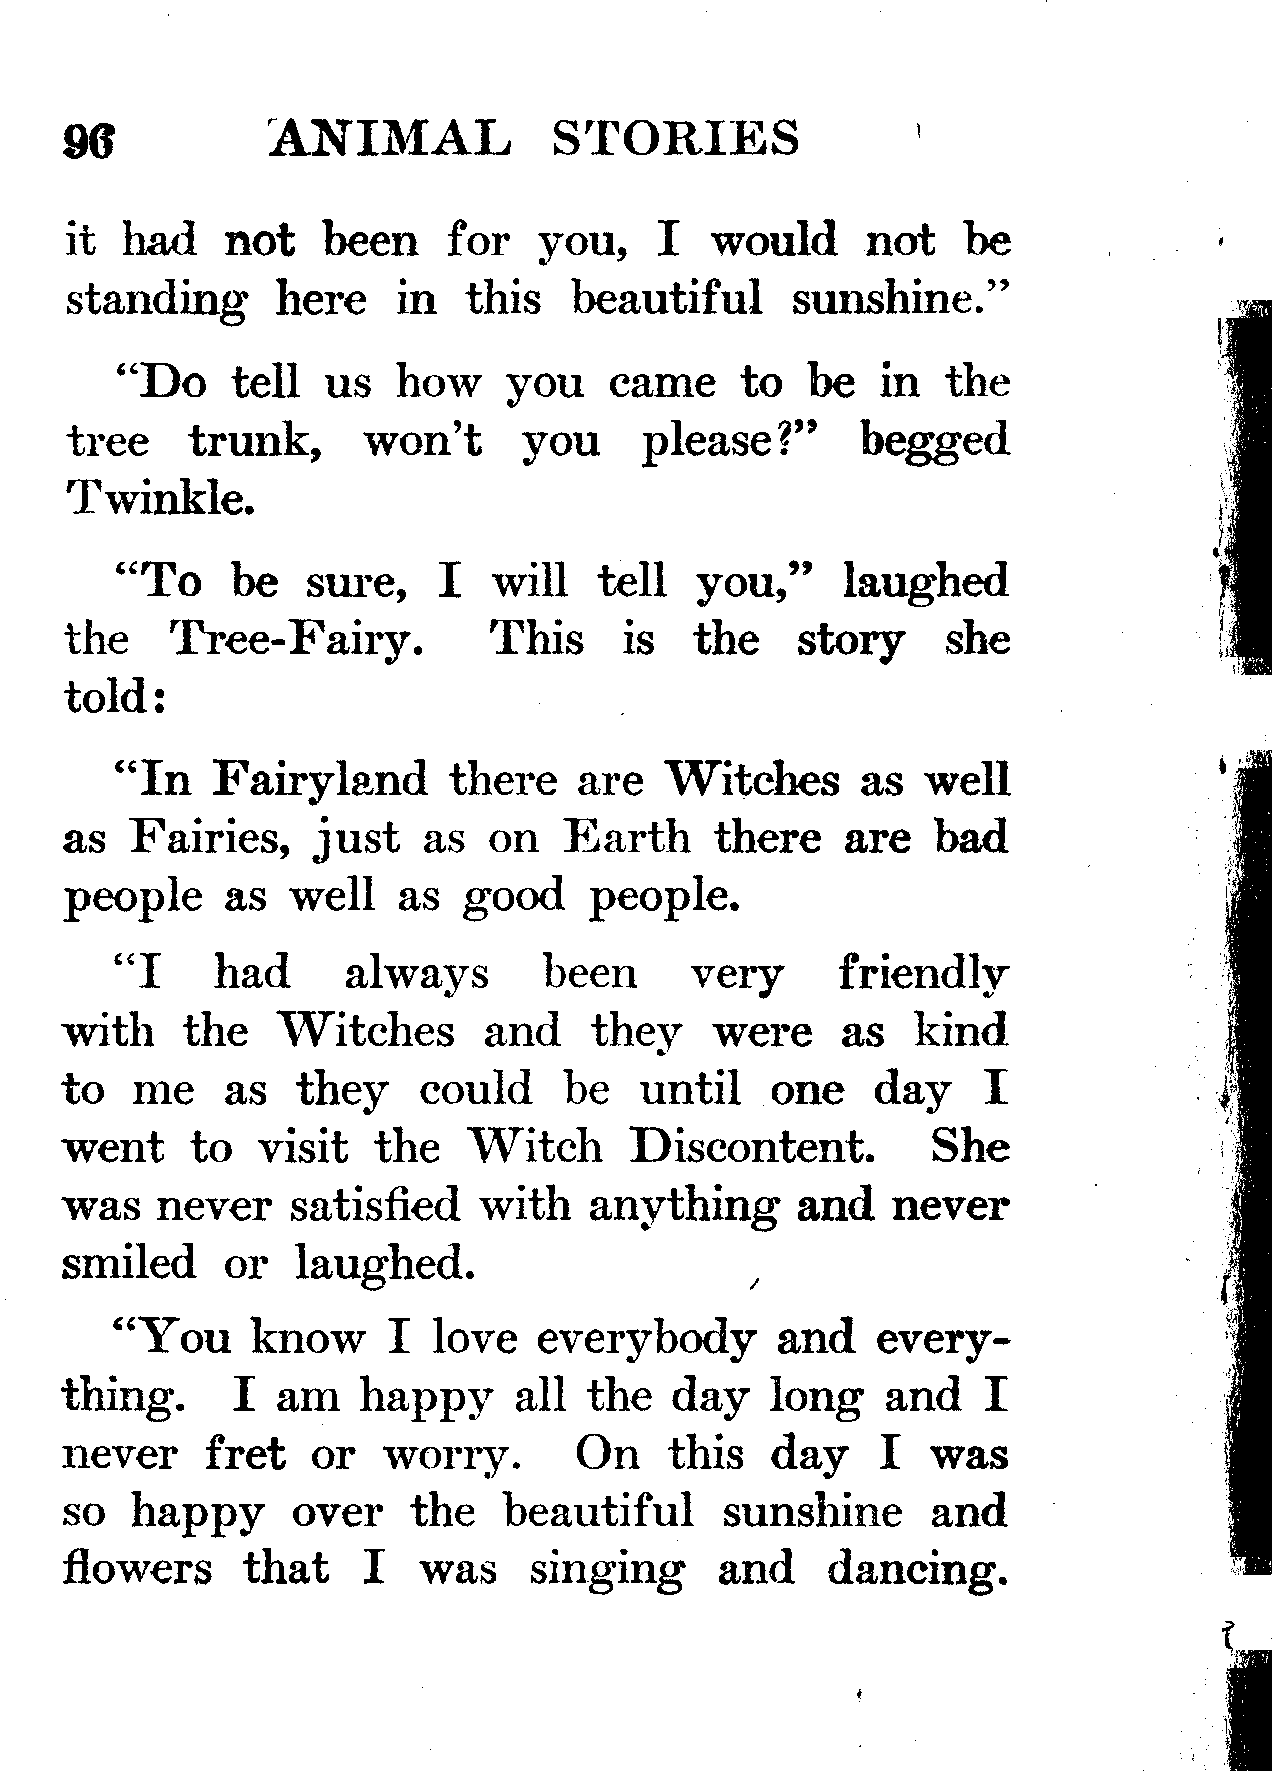 96 ANIMAL STORIES
it had not been for you, I would not be
standing here in this beautiful sunshine.”
“Do tell us how you came to be in the
tree trunk, won’t you please?” begged
Twinkle.
“To be sure, I will tell you,” laughed
the Tree-Fairy. This is the story she
told:
“In Fairyland there are Witches as well
as Fairies, just as on Earth there are bad
people as well as good people.
“I had always been very friendly
with the Witches and they were as kind
to me as they could be until one day I
went to visit the Witch Discontent. She
was never satisfied with anything and never
smiled or laughed.
“You know I love everybody and every-
thing. I am happy all the day long and I
never fret or worry. On this day I was
so happy over the beautiful sunshine and
flowers that I was singing and dancing.